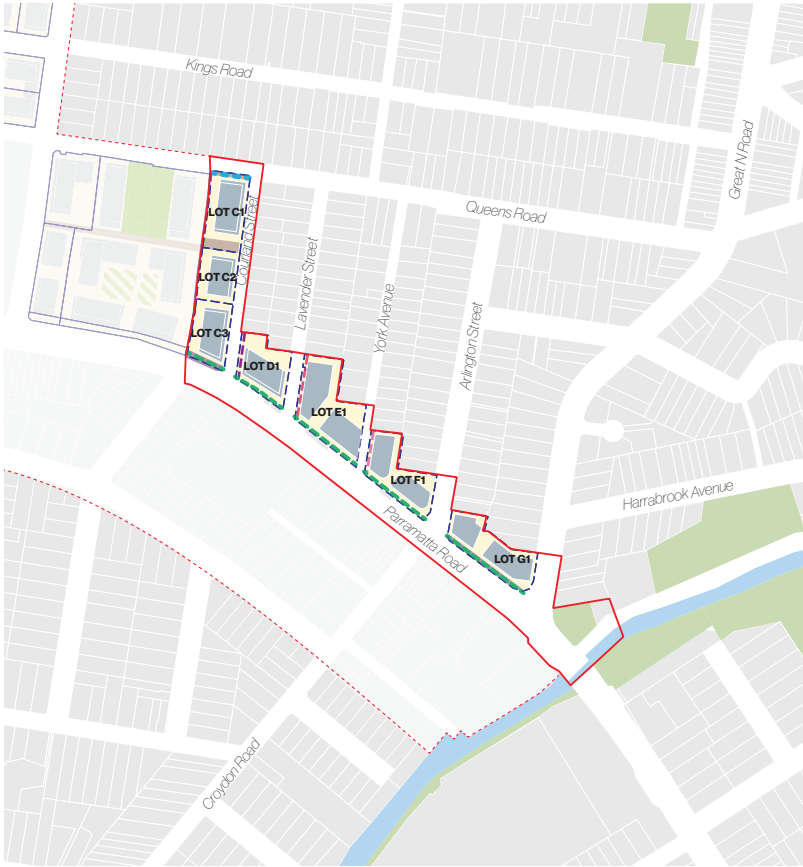 Kings Road
Great N Road
Queens Road
LOT C1
Courland Street
LOT C2
Lavender Street
York Avenue
Arlington Street
LOT C3
LOT D1
LOT E1
LOT F1
Harrabrook Avenue
Parramatta Road
LOT G1
Croydon Road